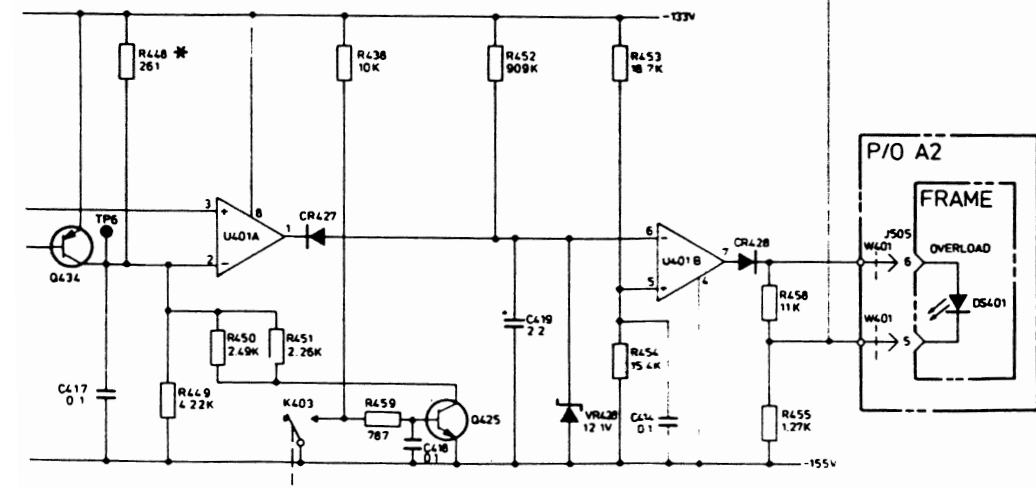 -133V
R448 *
261
R438
10K
R452
909K
R453
18.7K
P/O A2
FRAME
TP6
3
+
8
U401A
1
CR427
2
-
Q434
6
-
U401B
7
CR428
5
+
4
W401
J505
6
OVERLOAD
DS401
R458
11K
W401
5
R450
2.49K
R451
2.26K
C419
2.2
+
R454
15.4K
C417
0.1
R449
4.22K
K403
R459
787
Q425
C418
0.1
VR428
12.1V
C414
0.1
R455
1.27K
-155V